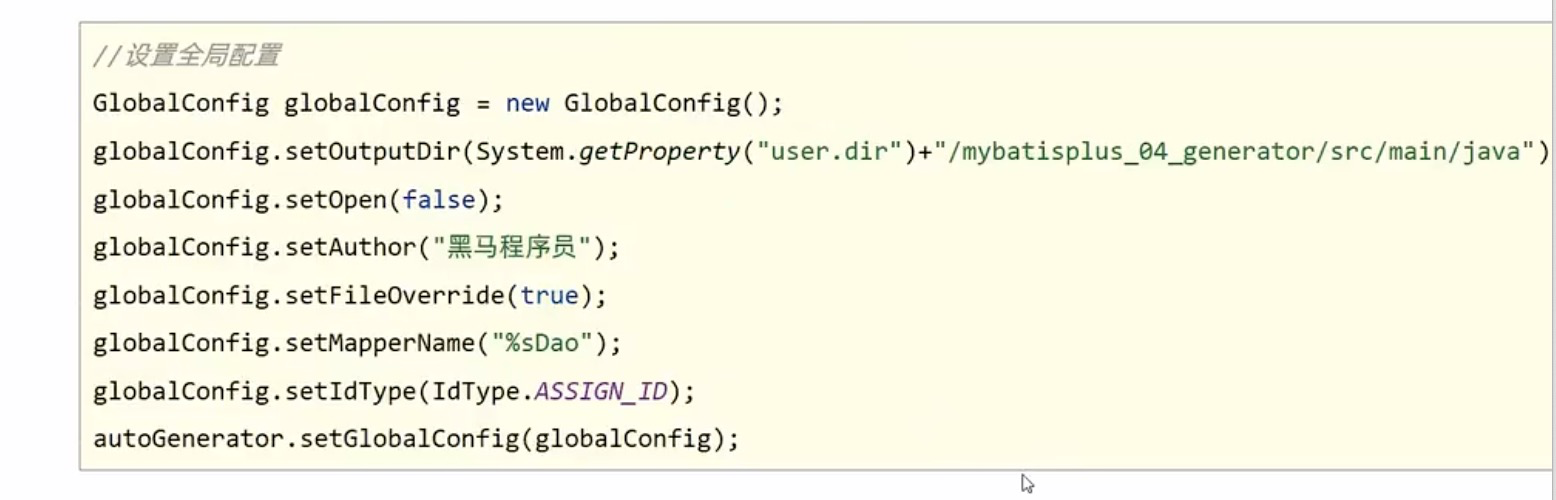 //设置全局配置
GlobalConfig globalConfig = new GlobalConfig();
globalConfig.setOutputDir(System.getProperty("user.dir")+"/mybatisplus_04_generator/src/main/java")
globalConfig.setOpen(false);
globalConfig.setAuthor("黑马程序员");
globalConfig.setFileOverride(true);
globalConfig.setMapperName("%sDao");
globalConfig.setIdType(IdType.ASSIGN_ID);
autoGenerator.setGlobalConfig(globalConfig);